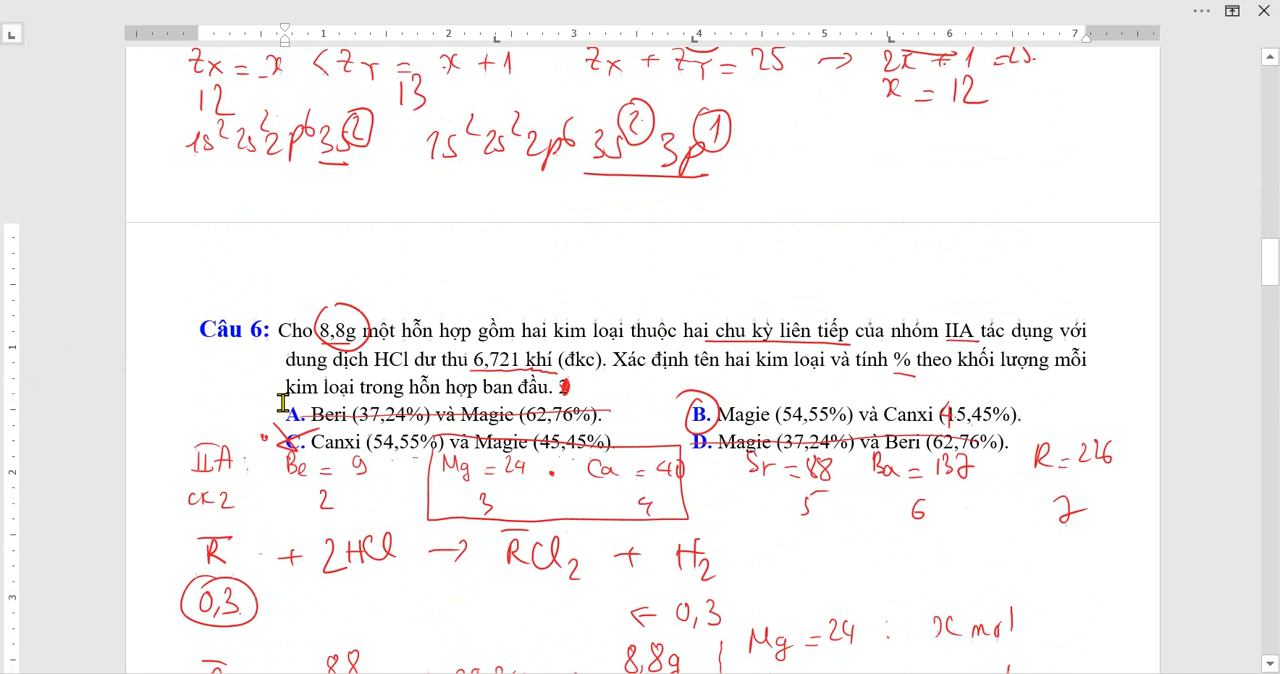 Z_X = x < Z_Y = x + 1 Z_X + Z_Y = 25 → 2x + 1 = 25
12 13 x = 12
1s²2s²2p⁶3s² 1s²2s²2p⁶3s²3p¹
Câu 6: Cho 8,8g một hỗn hợp gồm hai kim loại thuộc hai chu kỳ liên tiếp của nhóm IIA tác dụng với
dung dịch HCl dư thu 6,721 khí (đkc). Xác định tên hai kim loại và tính % theo khối lượng mỗi
kim loại trong hỗn hợp ban đầu.
A. Beri (37,24%) và Magie (62,76%). B. Magie (54,55%) và Canxi (45,45%).
C. Canxi (54,55%) và Magie (45,45%). D. Magie (37,24%) và Beri (62,76%).
IIA: Be = 9 Mg = 24 Ca = 40 Sr = 88 Ba = 137 R = 226
CK 2 2 3 4 5 6 7
R̅ + 2HCl → R̅Cl₂ + H₂
0,3 ← 0,3
Mg = 24 : x mol
88 8,8g